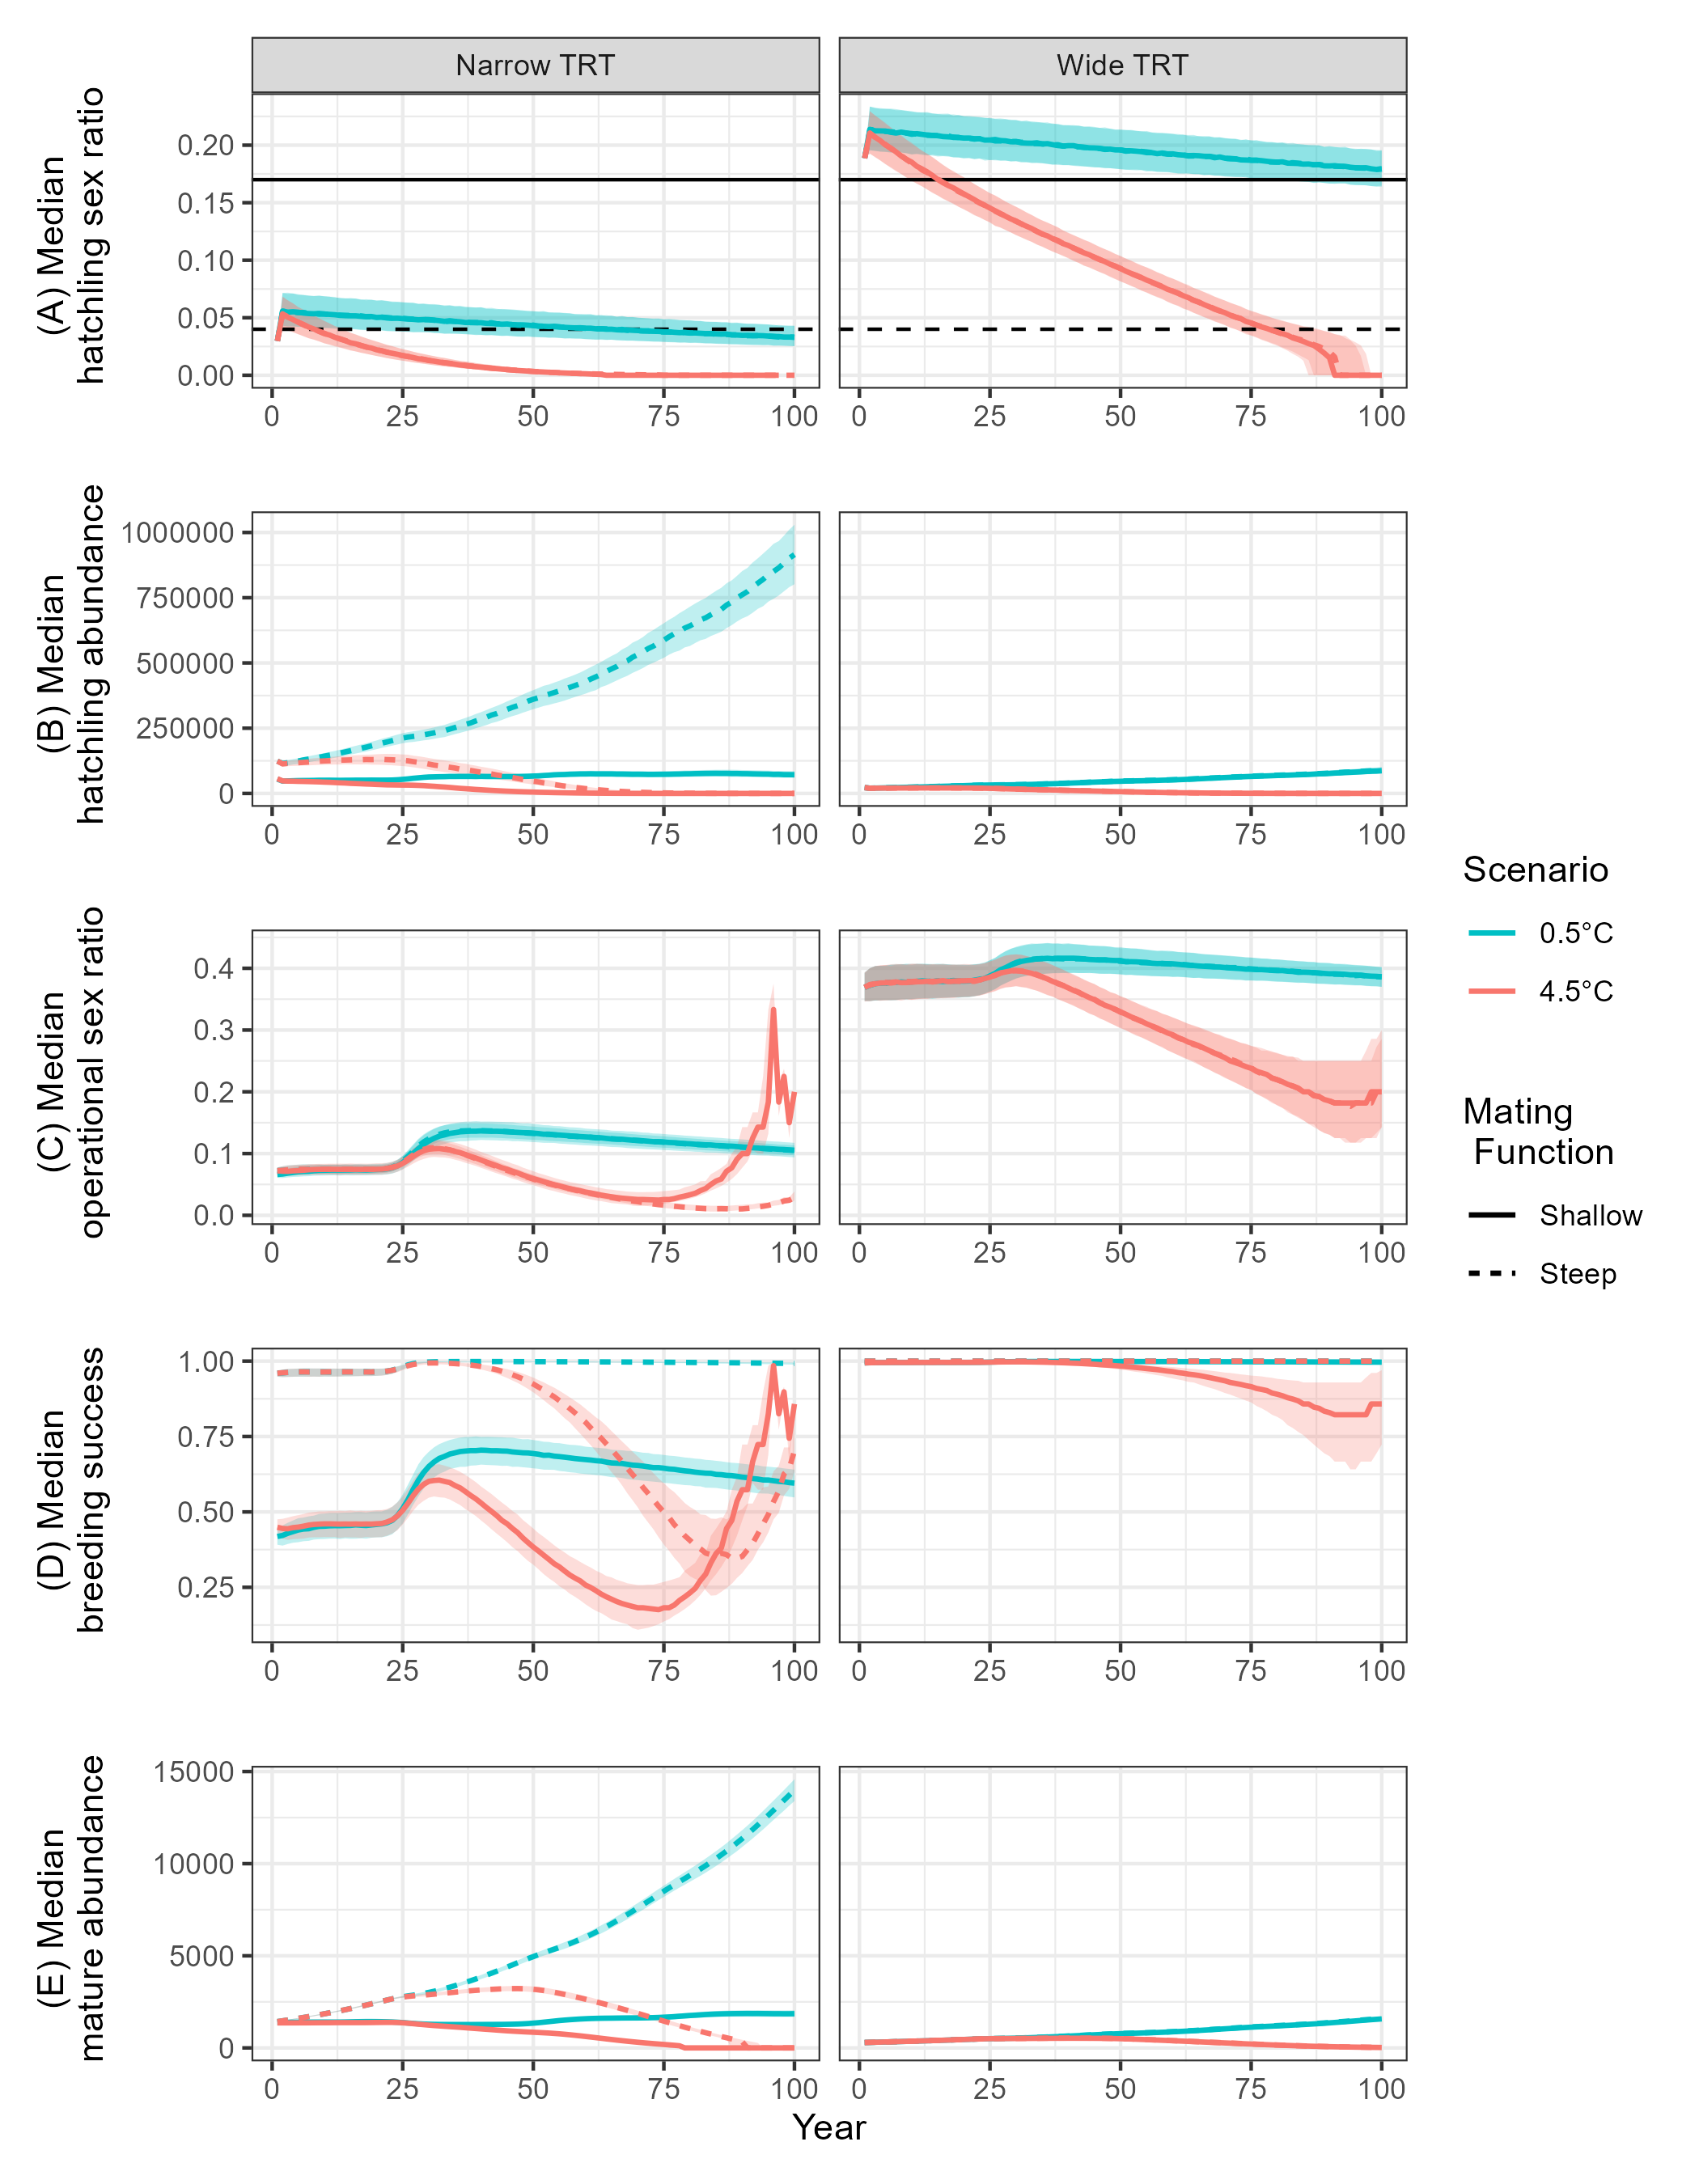 Narrow TRT
Wide TRT
(A) Median
hatchling sex ratio
0.20
0.15
0.10
0.05
0.00
0 25 50 75 100
0 25 50 75 100
(B) Median
hatchling abundance
1000000
750000
500000
250000
0
0 25 50 75 100
0 25 50 75 100
(C) Median
operational sex ratio
0.4
0.3
0.2
0.1
0.0
0 25 50 75 100
0 25 50 75 100
(D) Median
breeding success
1.00
0.75
0.50
0.25
0 25 50 75 100
0 25 50 75 100
(E) Median
mature abundance
15000
10000
5000
0
0 25 50 75 100
0 25 50 75 100
Year
Scenario
0.5°C
4.5°C
Mating
Function
Shallow
Steep